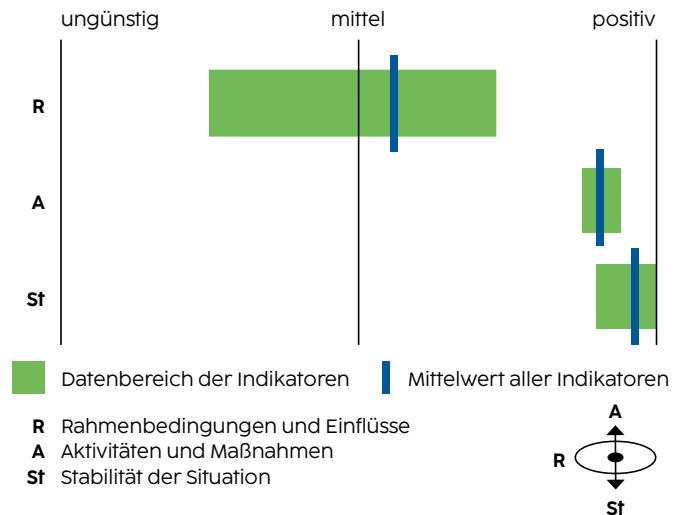 ungünstig mittel positiv
R
A
St
Datenbereich der Indikatoren Mittelwert aller Indikatoren
R Rahmenbedingungen und Einflüsse
A Aktivitäten und Maßnahmen
St Stabilität der Situation
A
R
St